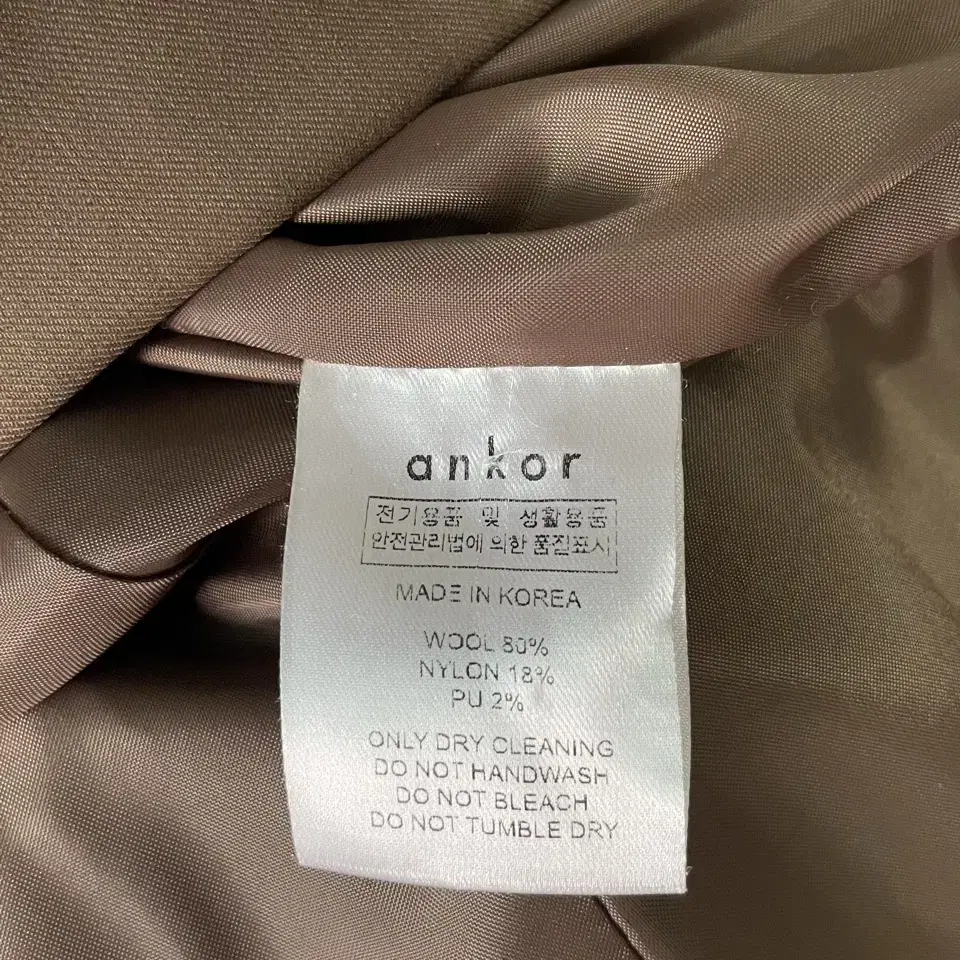 ankor
전기용품 및 생활용품
안전관리법에 의한 품질표시
MADE IN KOREA
WOOL 80%
NYLON 18%
PU 2%
ONLY DRY CLEANING
DO NOT HANDWASH
DO NOT BLEACH
DO NOT TUMBLE DRY